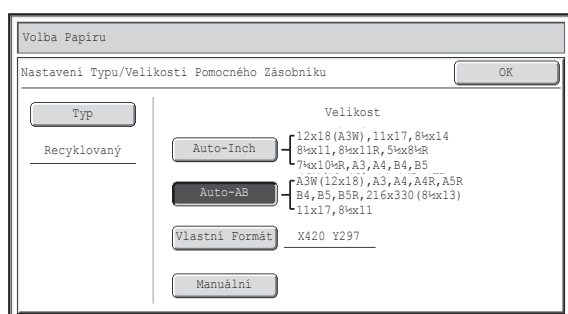 Volba Papíru
Nastavení Typu/Velikosti Pomocného Zásobníku
OK
Typ
Recyklovaný
Velikost
Auto-Inch
12x18(A3W),11x17,8½x14
8½x11,8½x11R,5½x8½R
7¼x10½R,A3,A4,B4,B5
Auto-AB
A3W(12x18),A3,A4,A4R,A5R
B4,B5,B5R,216x330(8½x13)
11x17,8½x11
Vlastní Formát
X420 Y297
Manuální